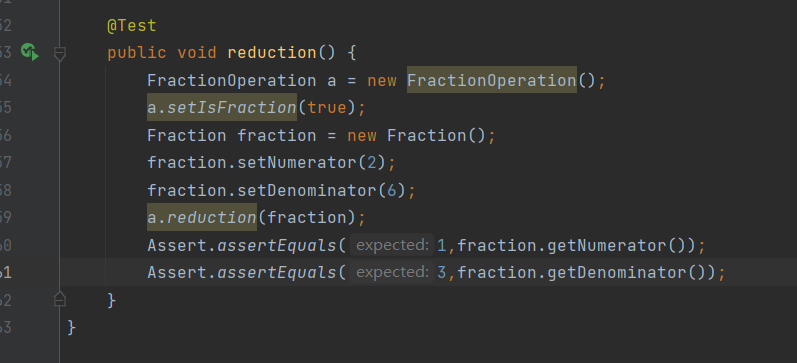 52 @Test
53 public void reduction() {
54 FractionOperation a = new FractionOperation();
55 a.setIsFraction(true);
56 Fraction fraction = new Fraction();
57 fraction.setNumerator(2);
58 fraction.setDenominator(6);
59 a.reduction(fraction);
60 Assert.assertEquals( expected: 1,fraction.getNumerator());
61 Assert.assertEquals( expected: 3,fraction.getDenominator());
62 }
63 }